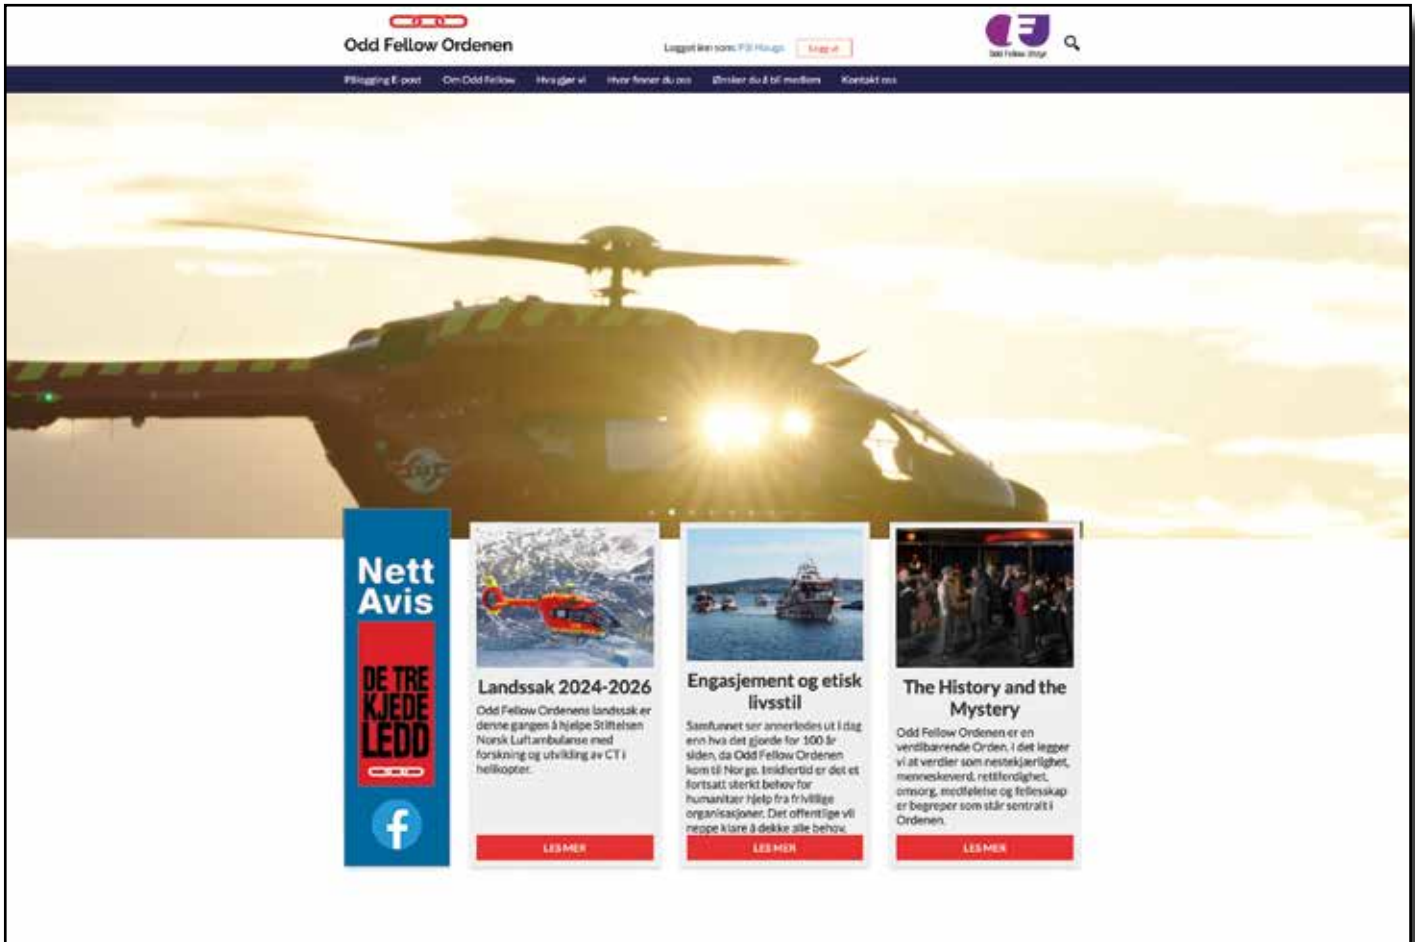 Odd Fellow Ordenen
Logget inn som: Pål Hauge
Logg ut
Odd Fellow
Pålogging E-post
Om Odd Fellow
Hva gjør vi
Hvor finner du oss
Ønsker du å bli medlem
Kontakt oss
Nett
Avis
DE TRE
KJEDE
LEDD
Landssak 2024-2026
Odd Fellow Ordenens landssak er
denne gangen å hjelpe Stiftelsen
Norsk Luftambulanse med
forskning og utvikling av CT i
helikopter.
LES MER
Engasjement og etisk
livsstil
Samfunnet ser annerledes ut i dag
enn hva det gjorde for 100 år
siden, da Odd Fellow Ordenen
kom til Norge. Imidlertid er det et
fortsatt sterkt behov for
humanitær hjelp fra frivillige
organisasjoner. Det offentlige vil
neppe klare å dekke alle behov.
LES MER
The History and the
Mystery
Odd Fellow Ordenen er en
verdibærende Orden. I det legger
vi at verdier som nestekjærlighet,
menneskeverd, rettferdighet,
omsorg, medfølelse og fellesskap
er begreper som står sentralt i
Ordenen.
LES MER